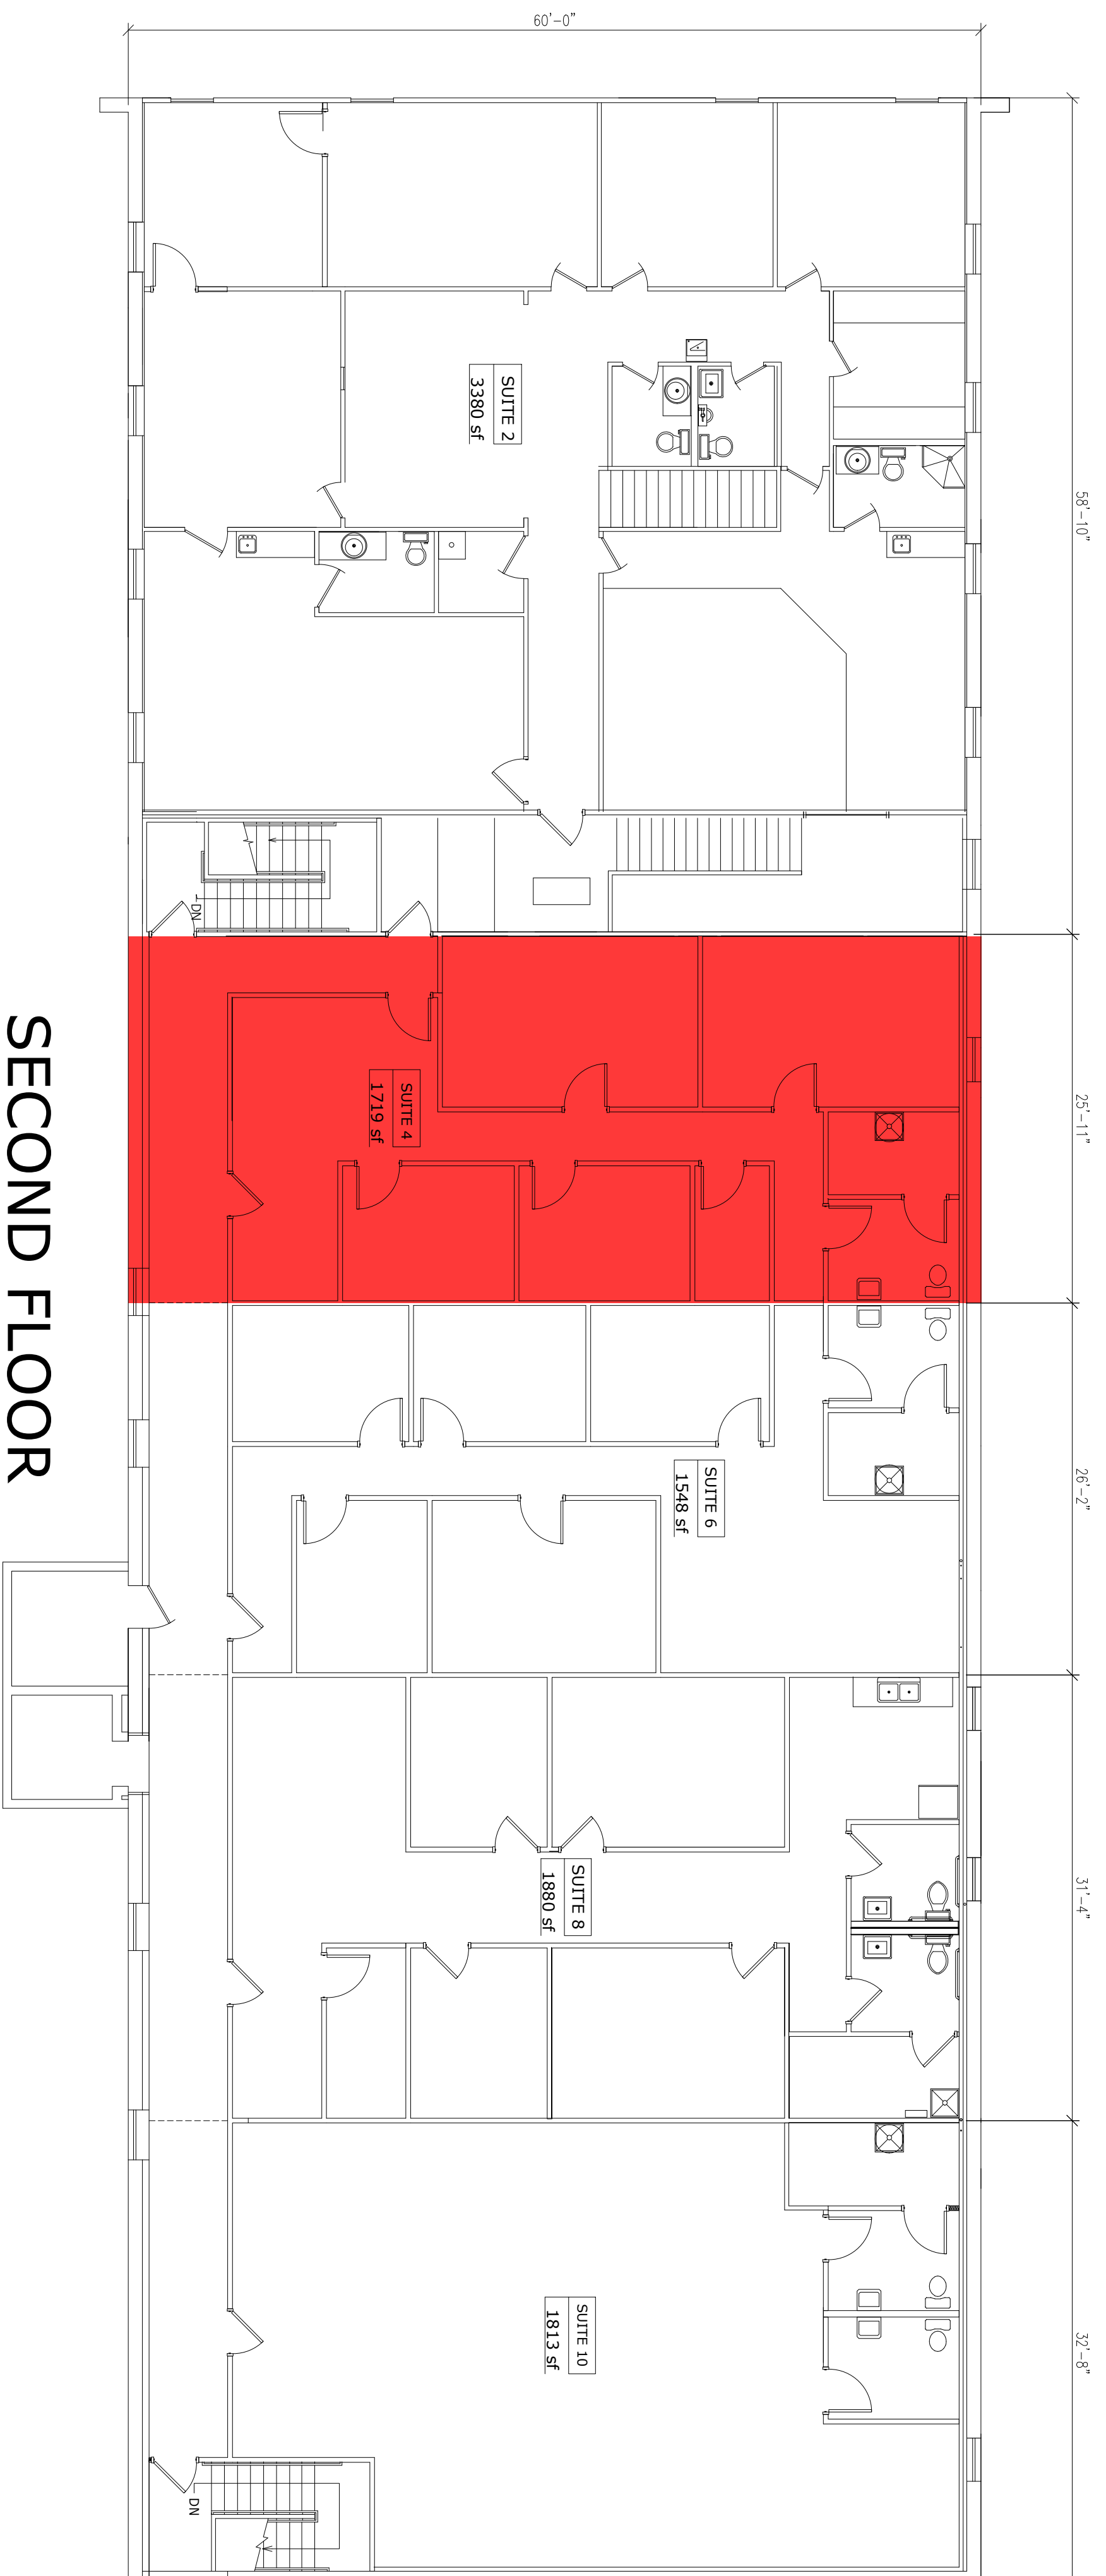 60'-0"
58'-10"
25'-11"
26'-2"
31'-4"
32'-8"
SUITE 2
3380 sf
DN
SUITE 4
1719 sf
SUITE 6
1548 sf
SUITE 8
1880 sf
SUITE 10
1813 sf
DN
SECOND FLOOR